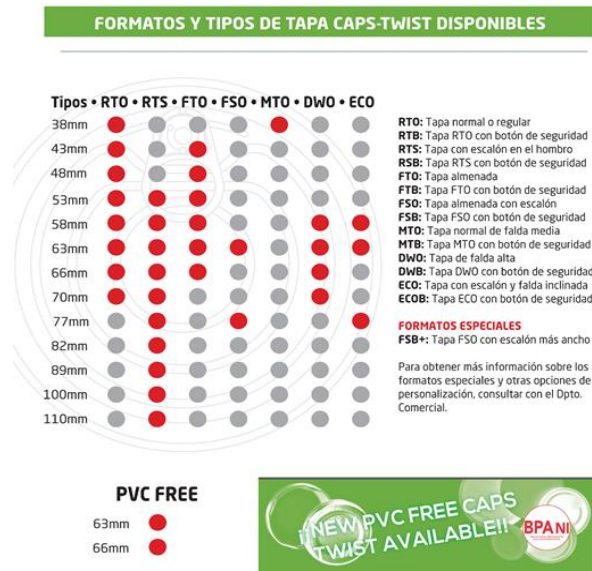 FORMATOS Y TIPOS DE TAPA CAPS-TWIST DISPONIBLES
Tipos • RTO • RTS • FTO • FSO • MTO • DWO • ECO
38mm
43mm
48mm
53mm
58mm
63mm
66mm
70mm
77mm
82mm
89mm
100mm
110mm
RTO: Tapa normal o regular
RTB: Tapa RTO con botón de seguridad
RTS: Tapa con escalón en el hombro
RSB: Tapa RTS con botón de seguridad
FTO: Tapa almenada
FTB: Tapa FTO con botón de seguridad
FSO: Tapa almenada con escalón
FSB: Tapa FSO con botón de seguridad
MTO: Tapa normal de falda media
MTB: Tapa MTO con botón de seguridad
DWO: Tapa de falda alta
DWB: Tapa DWO con botón de seguridad
ECO: Tapa con escalón y falda inclinada
ECOB: Tapa ECO con botón de seguridad
FORMATOS ESPECIALES
FSB+: Tapa FSO con escalón más ancho
Para obtener más información sobre los
formatos especiales y otras opciones de
personalización, consultar con el Dpto.
Comercial.
PVC FREE
63mm
66mm
¡¡NEW PVC FREE CAPS
TWIST AVAILABLE!!
BPA NI